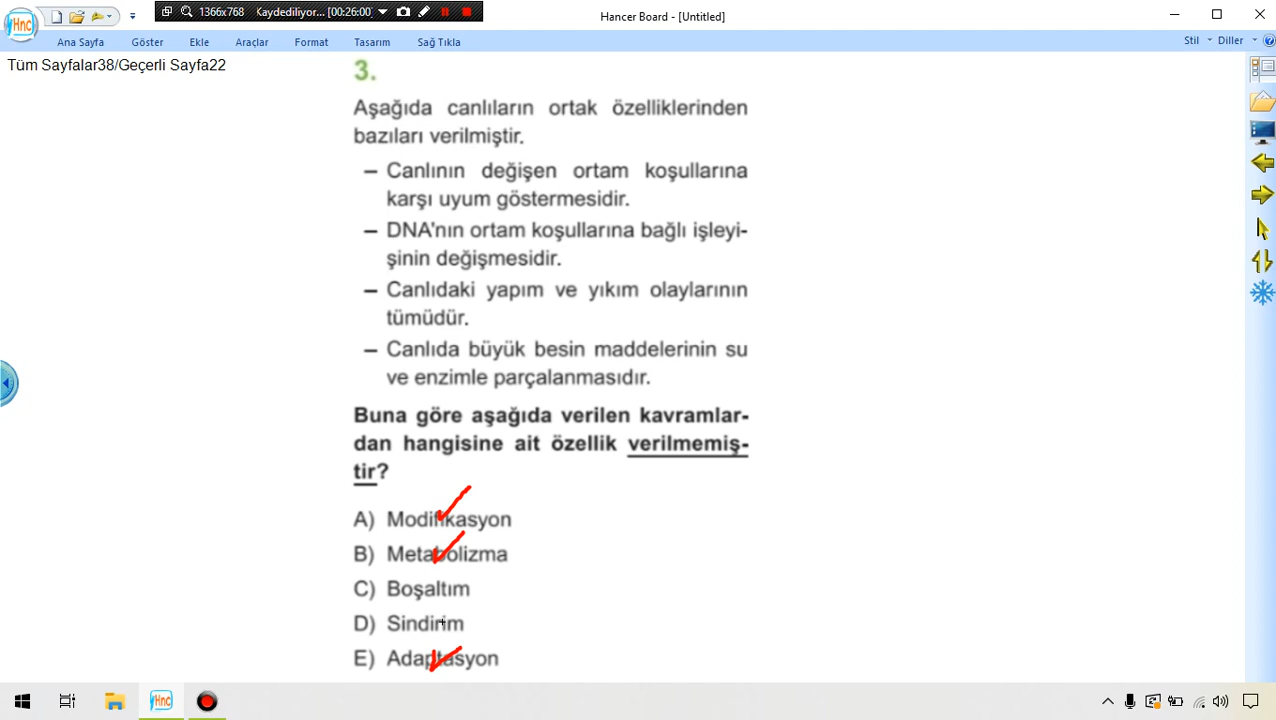 1366x768 Kaydediliyor... [00:26:00]
Hancer Board - [Untitled]
Hnc
Ana Sayfa Göster Ekle Araçlar Format Tasarım Sağ Tıkla
Stil Diller
Tüm Sayfalar38/Geçerli Sayfa22
3.
Aşağıda canlıların ortak özelliklerinden
bazıları verilmiştir.
– Canlının değişen ortam koşullarına
karşı uyum göstermesidir.
– DNA'nın ortam koşullarına bağlı işleyi-
şinin değişmesidir.
– Canlıdaki yapım ve yıkım olaylarının
tümüdür.
– Canlıda büyük besin maddelerinin su
ve enzimle parçalanmasıdır.
Buna göre aşağıda verilen kavramlar-
dan hangisine ait özellik verilmemiş-
tir?
A) Modifikasyon
B) Metabolizma
C) Boşaltım
D) Sindirim
E) Adaptasyon
Hnc